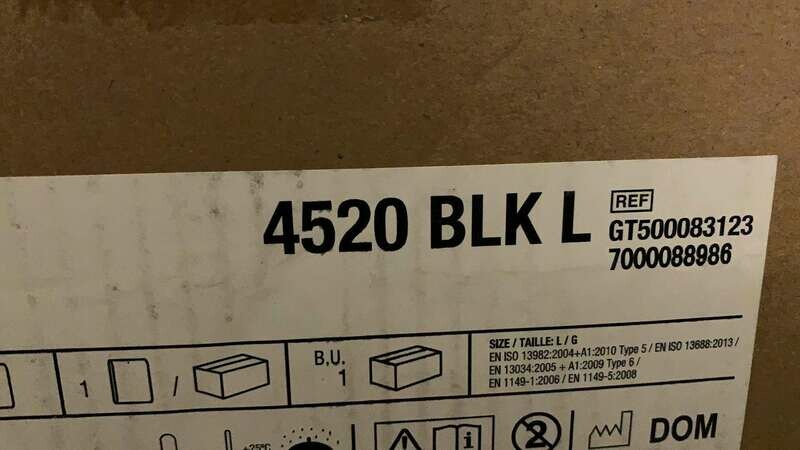 4520 BLK L
REF
GT500083123
7000088986
SIZE / TAILLE: L / G
EN ISO 13982:2004+A1:2010 Type 5 / EN ISO 13688:2013 /
EN 13034:2005 + A1:2009 Type 6 /
EN 1149-1:2006 / EN 1149-5:2008
1 /
B,U.
1
+25°C
2
DOM